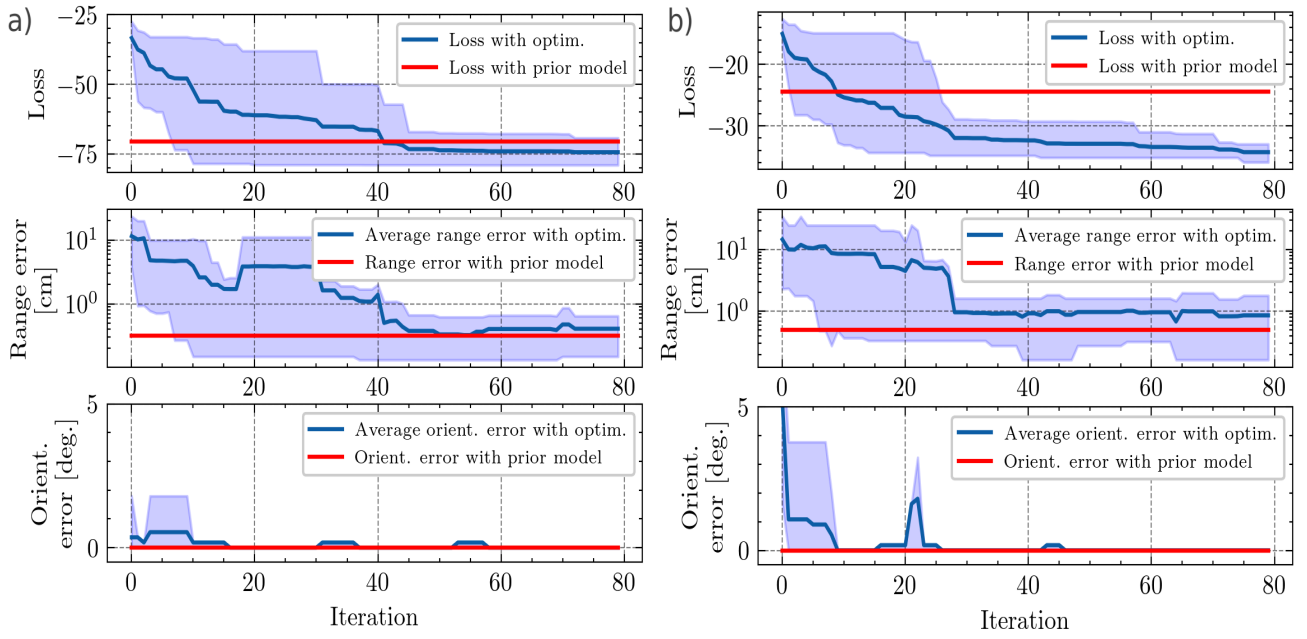 a)
−25
−50
−75
Loss
Loss with optim.
Loss with prior model
0
20
40
60
80
10¹
10⁰
Range error
[cm]
Average range error with optim.
Range error with prior model
0
20
40
60
80
5
0
Orient.
error [deg.]
Average orient. error with optim.
Orient. error with prior model
0
20
40
60
80
Iteration
b)
−20
−30
Loss
Loss with optim.
Loss with prior model
0
20
40
60
80
10¹
10⁰
Range error
[cm]
Average range error with optim.
Range error with prior model
0
20
40
60
80
5
0
Orient.
error [deg.]
Average orient. error with optim.
Orient. error with prior model
0
20
40
60
80
Iteration